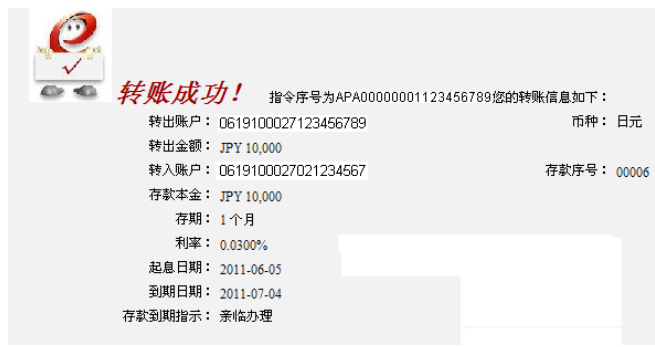 转账成功！ 指令序号为APA00000001123456789您的转账信息如下：
转出账户： 0619100027123456789 币种： 日元
转出金额： JPY 10,000
转入账户： 0619100027021234567 存款序号： 00006
存款本金： JPY 10,000
存期： 1个月
利率： 0.0300%
起息日期： 2011-06-05
到期日期： 2011-07-04
存款到期指示： 亲临办理